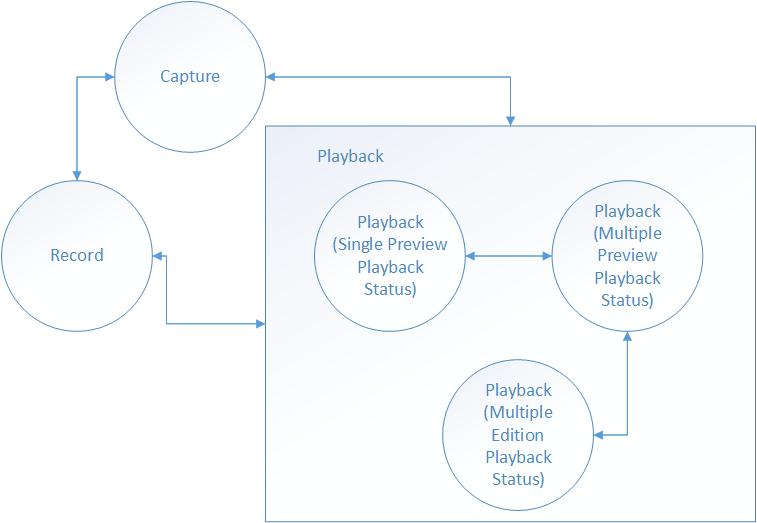 Capture
Playback
Record
Playback
(Single Preview
Playback
Status)
Playback
(Multiple
Preview
Playback
Status)
Playback
(Multiple
Edition
Playback
Status)